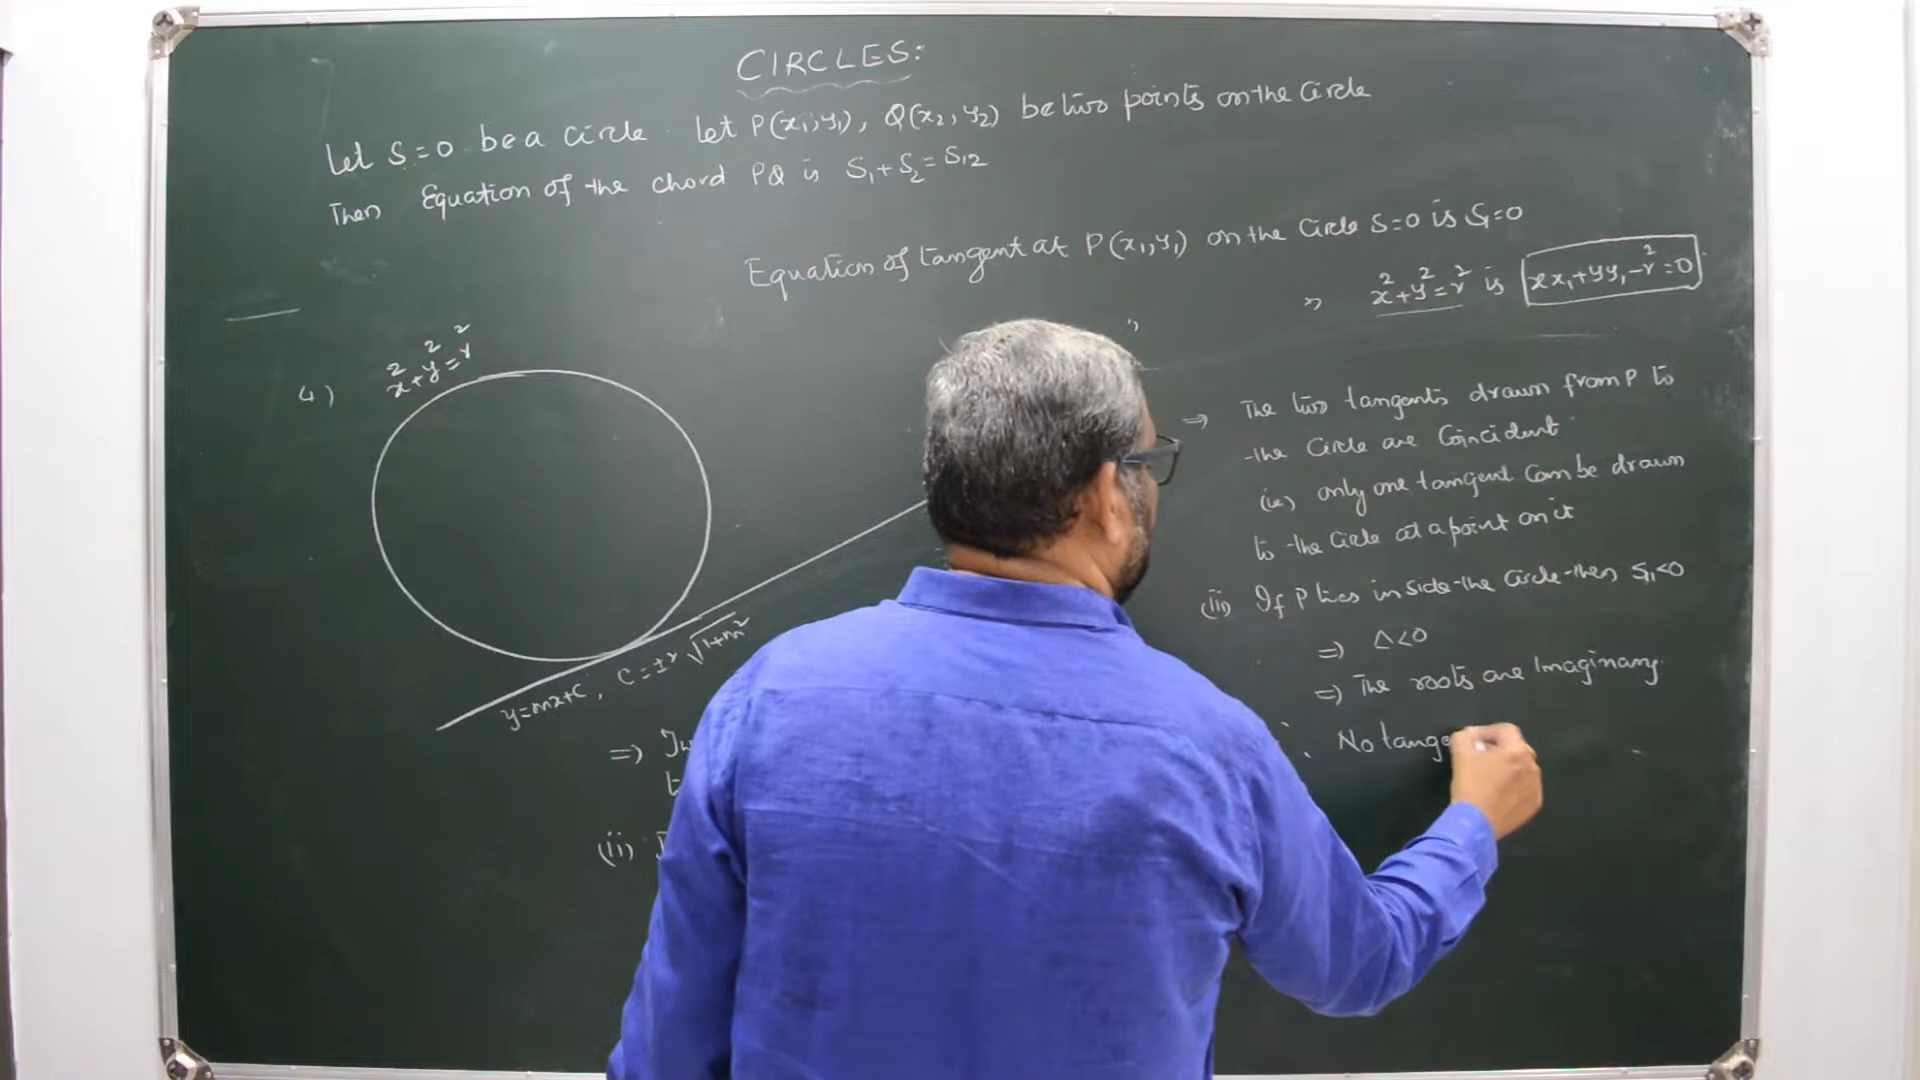 CIRCLES:
Let S=0 be a circle. Let P(x₁,y₁), Q(x₂,y₂) be two points on the circle
Then Equation of the chord PQ is S₁+S₂=S₁₂
Equation of tangent at P(x₁,y₁) on the Circle S=0 is S₁=0
" x²+y²=r² is xx₁+yy₁-r²=0
"
4) x²+y²=r²
y=mx+c, c=±r√1+m²
=)
(ii)
=> The two tangents drawn from P to
the Circle are Coincident
(ie) only one tangent can be drawn
to the Circle at a point on it
(iii) If P lies inside the Circle then S₁₁<0
=) Δ<0
=) The roots are Imaginary.
∴ No tange